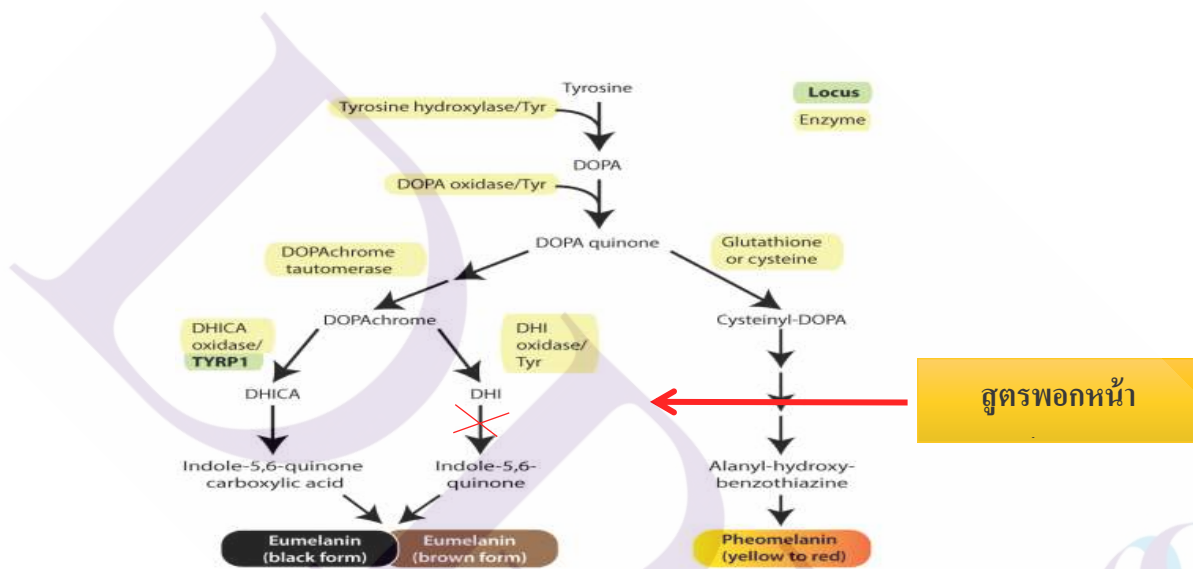 Tyrosine
Locus
Tyrosine hydroxylase/Tyr
Enzyme
DOPA
DOPA oxidase/Tyr
DOPA quinone
Glutathione
or cysteine
DOPAchrome
tautomerase
DOPAchrome
Cysteinyl-DOPA
DHICA
oxidase/
TYRP1
DHI
oxidase/
Tyr
DHICA
DHI
สูตรพอกหน้า
Indole-5,6-quinone
carboxylic acid
Indole-5,6-
quinone
Alanyl-hydroxy-
benzothiazine
Eumelanin
(black form)
Eumelanin
(brown form)
Pheomelanin
(yellow to red)